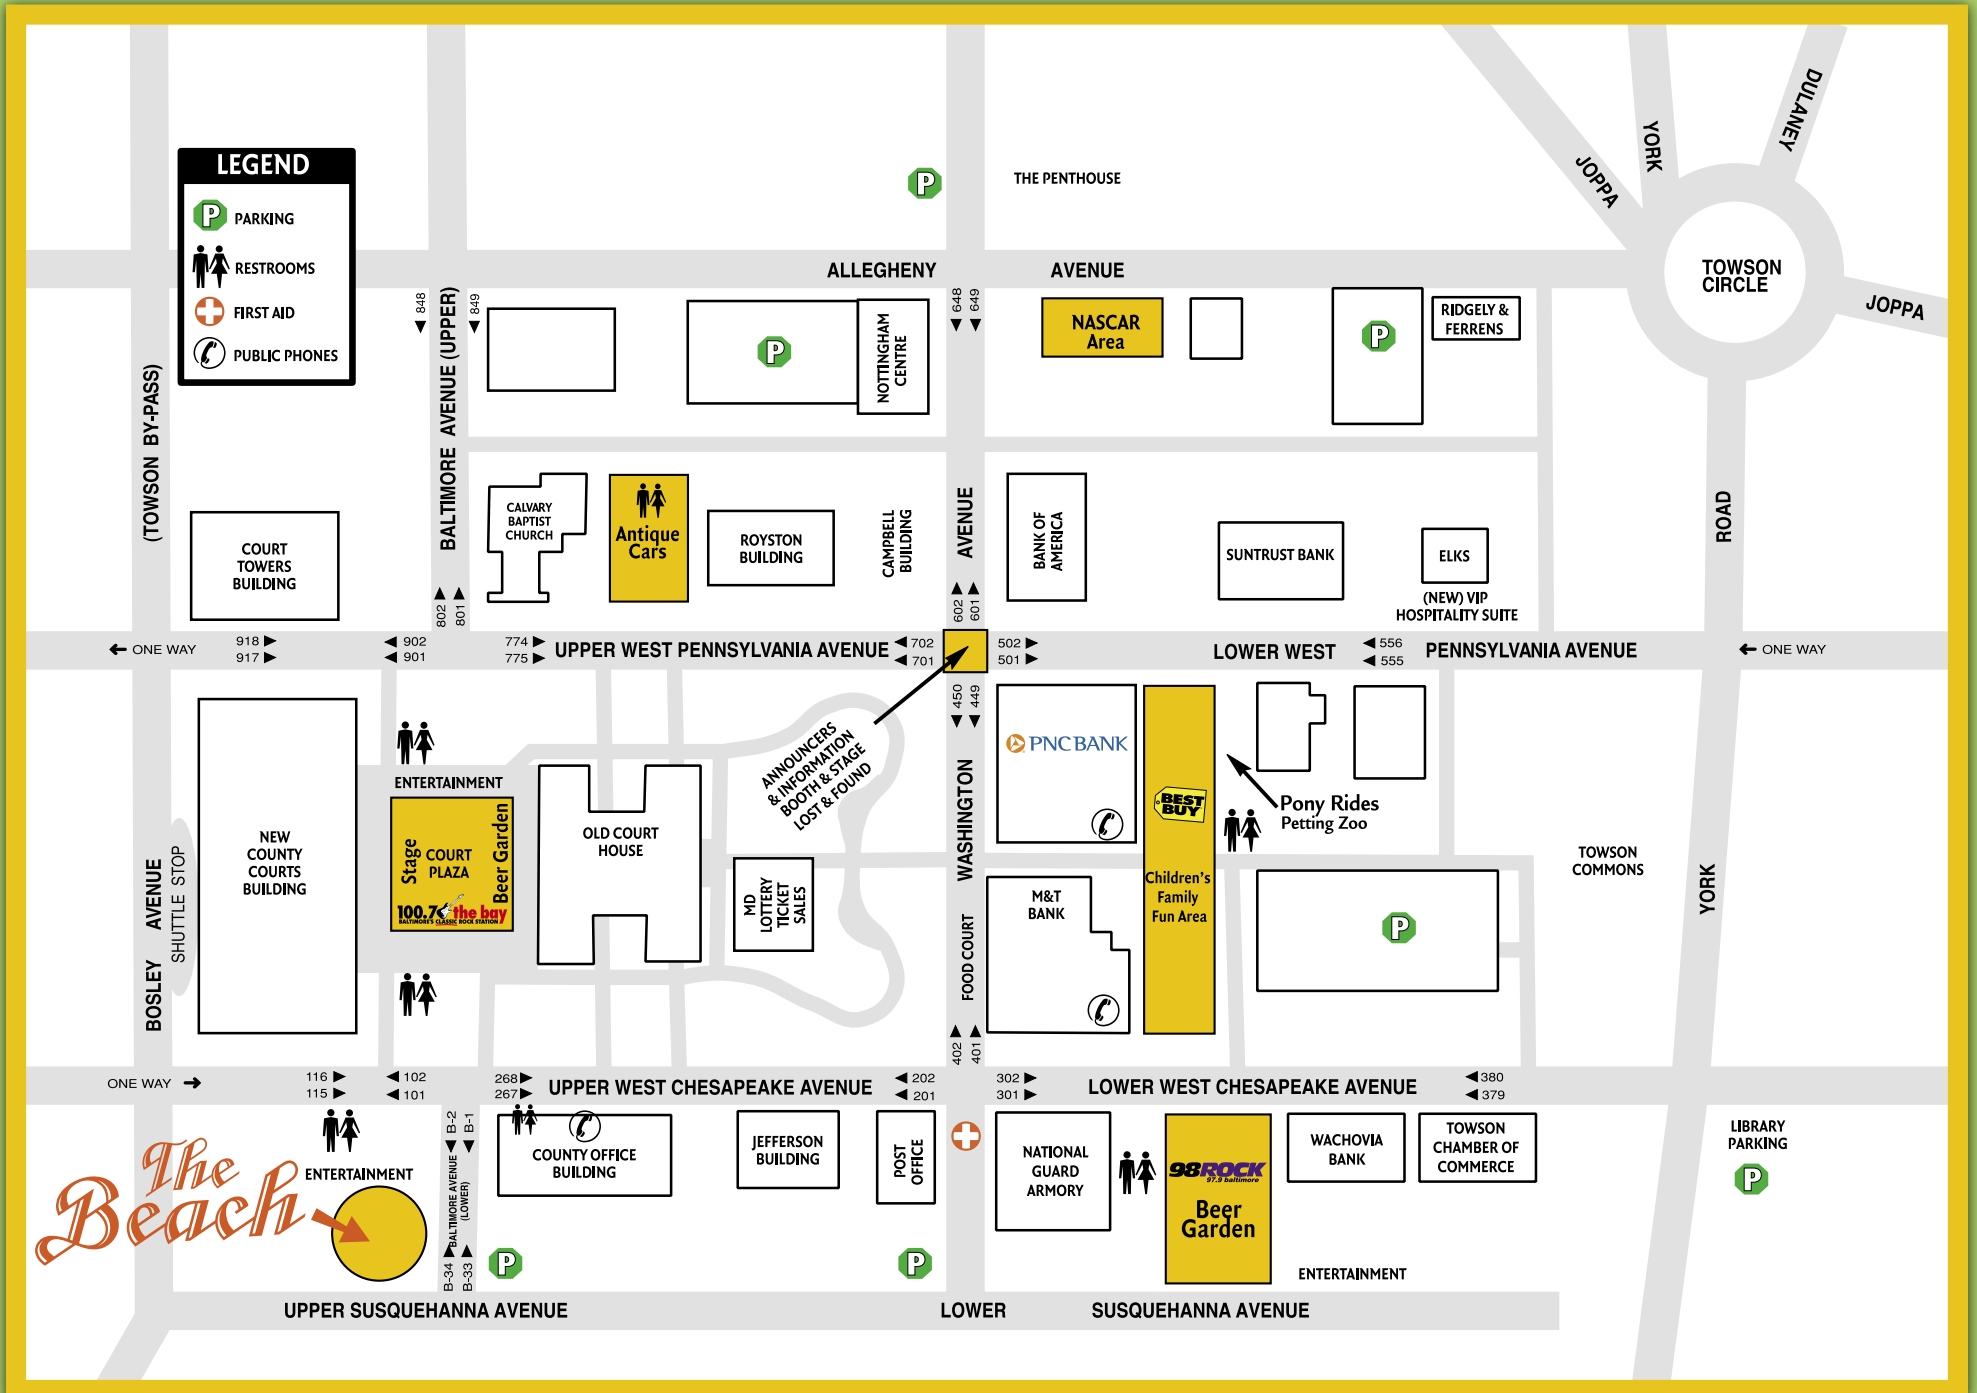 LEGEND
P PARKING
RESTROOMS
FIRST AID
PUBLIC PHONES
P
THE PENTHOUSE
JOPPA
YORK
DULANEY
TOWSON
CIRCLE
JOPPA
ALLEGHENY AVENUE
848
849
648
649
P
NOTTINGHAM
CENTRE
NASCAR
Area
P
RIDGELY &
FERRENS
(TOWSON BY-PASS)
BALTIMORE AVENUE (UPPER)
COURT
TOWERS
BUILDING
CALVARY
BAPTIST
CHURCH
Antique
Cars
ROYSTON
BUILDING
CAMPBELL
BUILDING
AVENUE
BANK OF
AMERICA
SUNTRUST BANK
ELKS
(NEW) VIP
HOSPITALITY SUITE
ROAD
802
801
602
601
ONE WAY
918
917
902
901
774
775
UPPER WEST PENNSYLVANIA AVENUE
702
701
502
501
LOWER WEST
556
555
PENNSYLVANIA AVENUE
ONE WAY
450
449
ANNOUNCERS
& INFORMATION
BOOTH & STAGE
LOST & FOUND
PNCBANK
BEST
BUY
Pony Rides
Petting Zoo
ENTERTAINMENT
Stage
COURT
PLAZA
Beer Garden
100.7 the bay
BALTIMORE'S CLASSIC ROCK STATION
NEW
COUNTY
COURTS
BUILDING
OLD COURT
HOUSE
MD
LOTTERY
TICKET
SALES
WASHINGTON
FOOD COURT
M&T
BANK
Children's
Family
Fun Area
P
TOWSON
COMMONS
YORK
BOSLEY AVENUE
SHUTTLE STOP
402
401
ONE WAY
116
115
102
101
268
267
UPPER WEST CHESAPEAKE AVENUE
202
201
302
301
LOWER WEST CHESAPEAKE AVENUE
380
379
The
Beach
ENTERTAINMENT
B-2
B-1
BALTIMORE AVENUE
(LOWER)
B-34
B-33
COUNTY OFFICE
BUILDING
JEFFERSON
BUILDING
POST
OFFICE
NATIONAL
GUARD
ARMORY
98ROCK
97.9 baltimore
Beer
Garden
WACHOVIA
BANK
TOWSON
CHAMBER OF
COMMERCE
LIBRARY
PARKING
P
P
P
ENTERTAINMENT
UPPER SUSQUEHANNA AVENUE
LOWER SUSQUEHANNA AVENUE